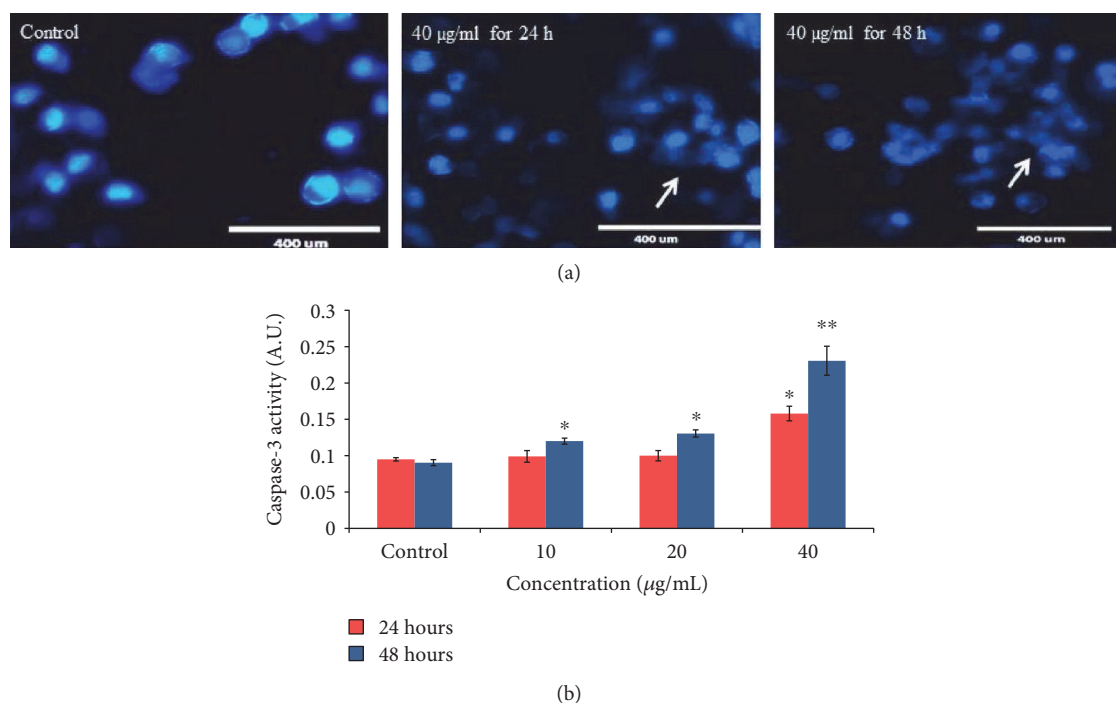 Control
40 µg/ml for 24 h
40 µg/ml for 48 h
400 um
400 um
400 um
(a)
Caspase-3 activity (A.U.)
0.3
0.25
0.2
0.15
0.1
0.05
0
*
*
*
**
Control
10
20
40
Concentration (µg/mL)
24 hours
48 hours
(b)